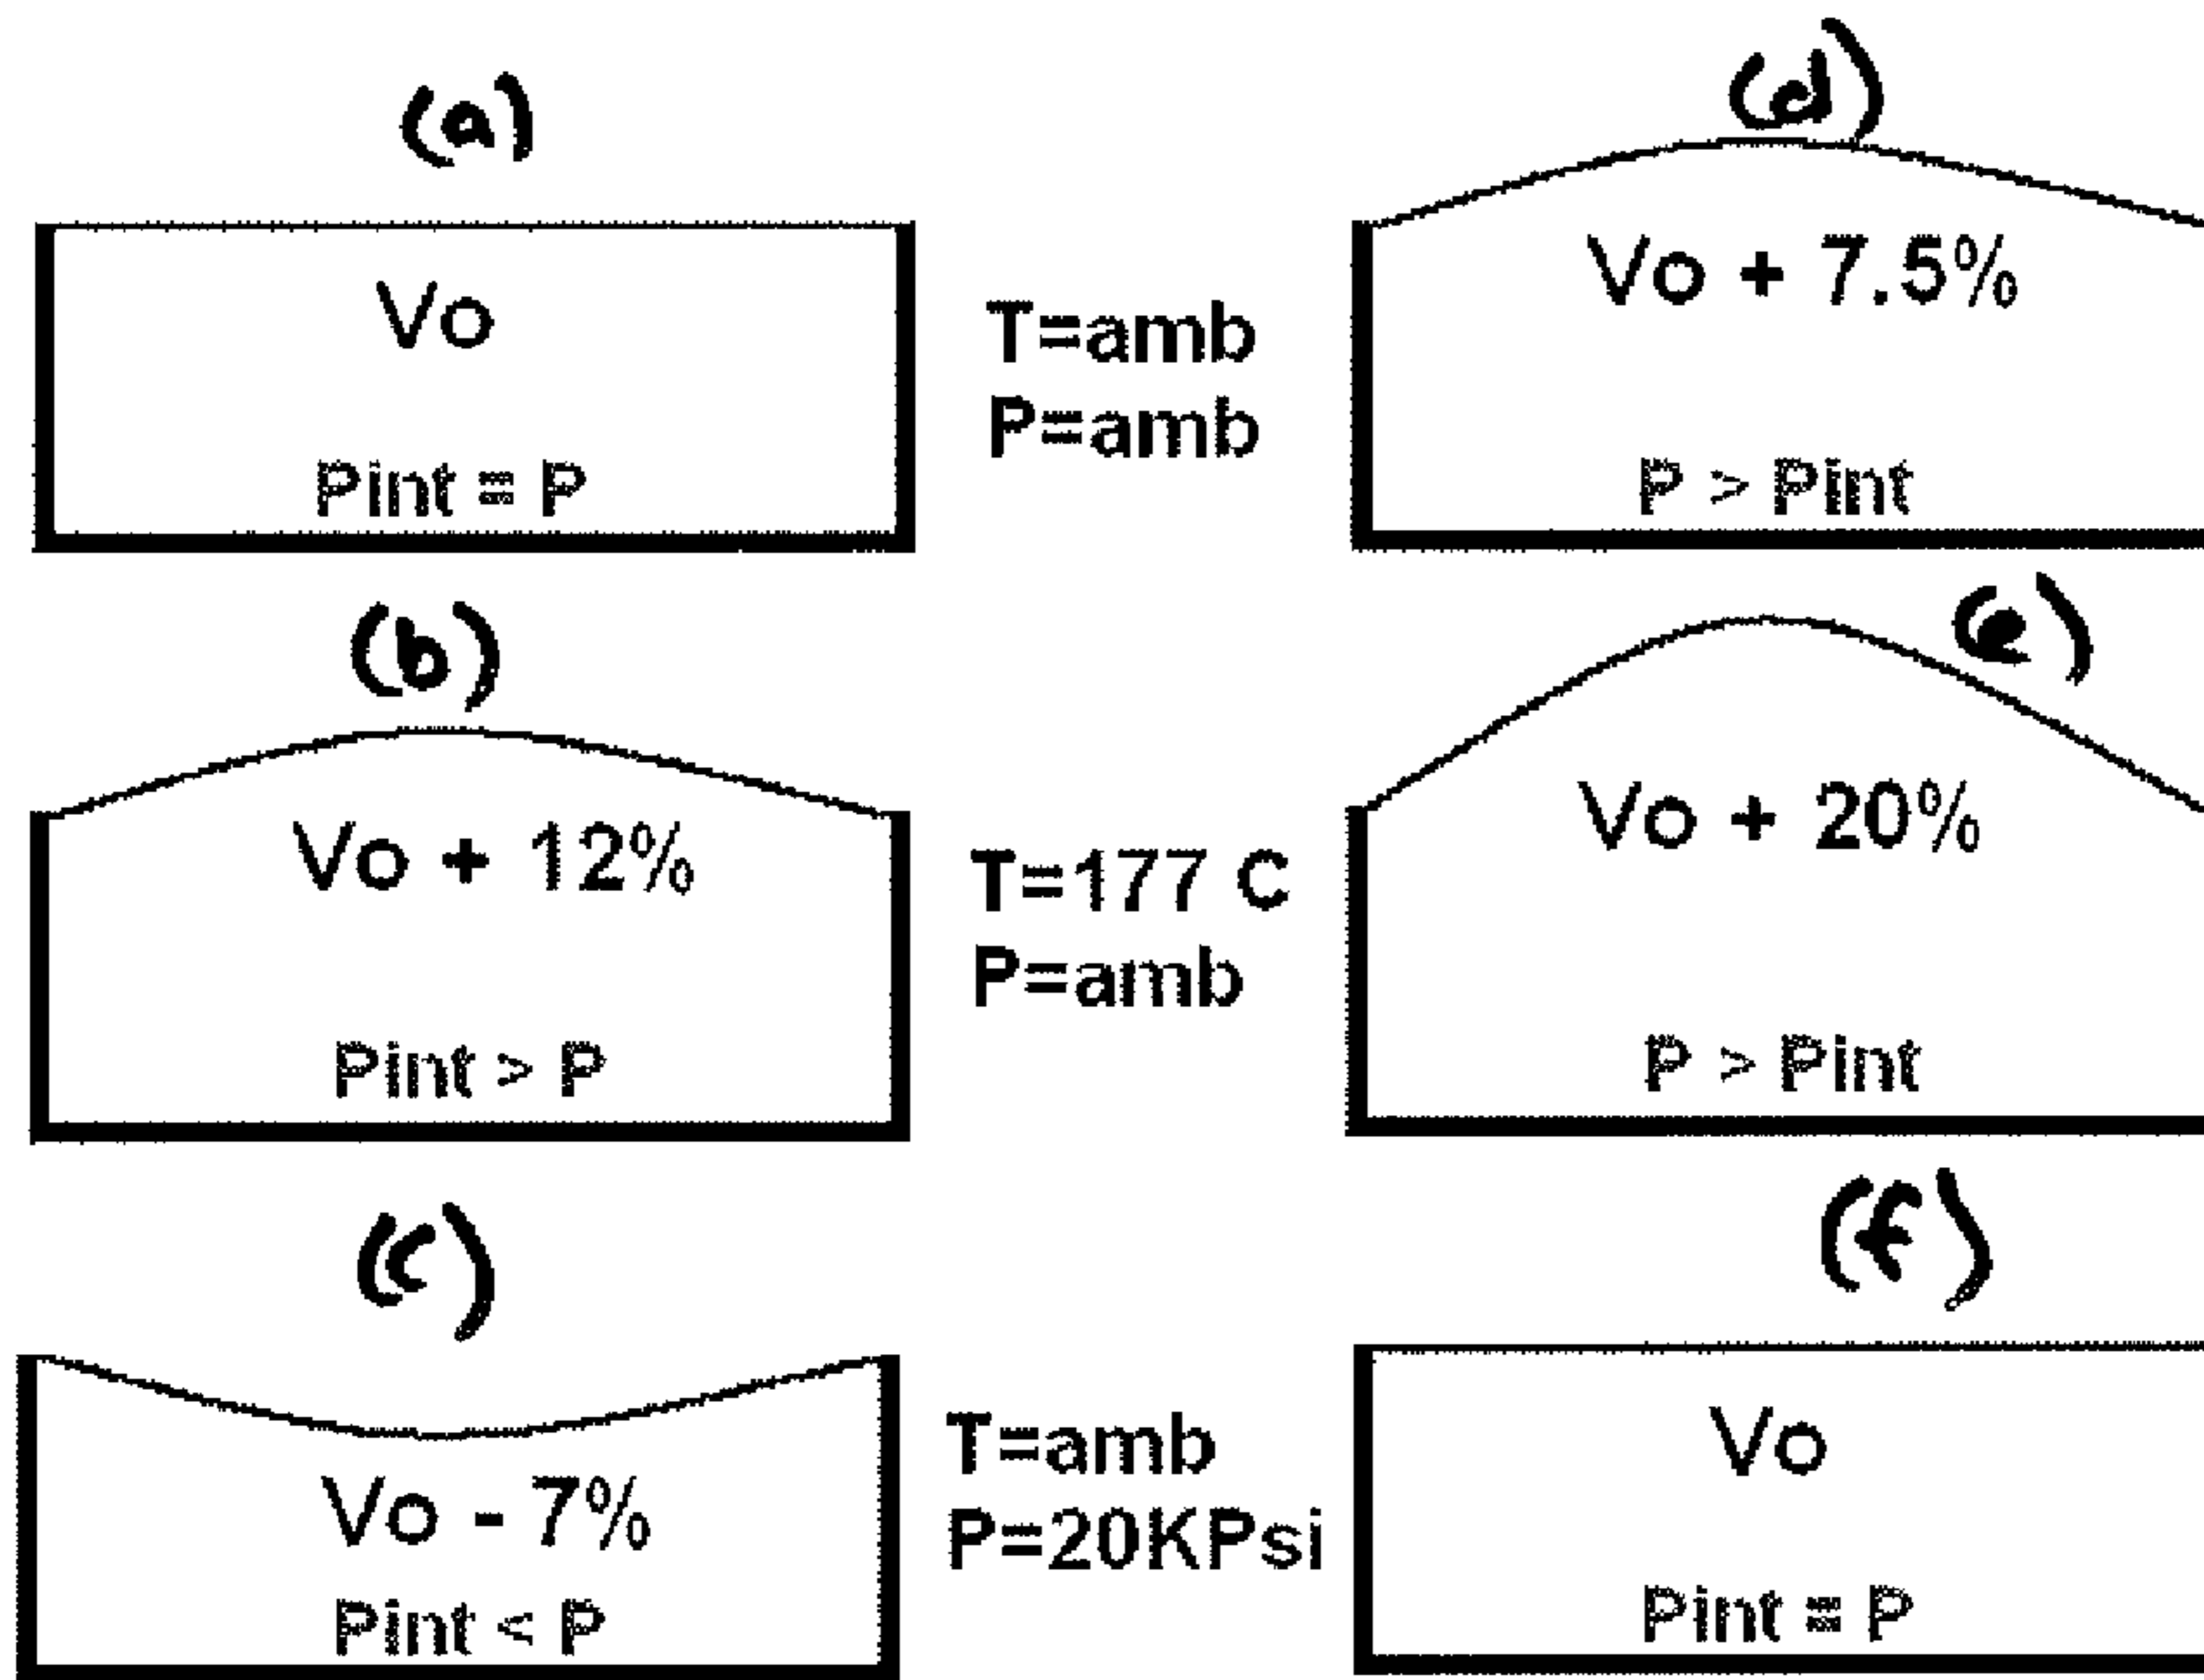 (a)
Vo
Pint = P
T=amb
P=amb
(d)
Vo + 7.5%
P > Pint
(b)
Vo + 12%
Pint > P
T=177 C
P=amb
(e)
Vo + 20%
P > Pint
(c)
Vo - 7%
Pint < P
T=amb
P=20KPsi
(f)
Vo
Pint = P